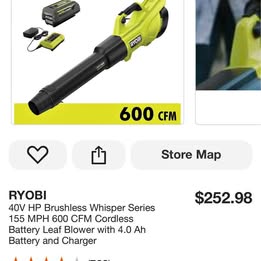 RYOBI
600 CFM
Store Map
RYOBI
$252.98
40V HP Brushless Whisper Series
155 MPH 600 CFM Cordless
Battery Leaf Blower with 4.0 Ah
Battery and Charger